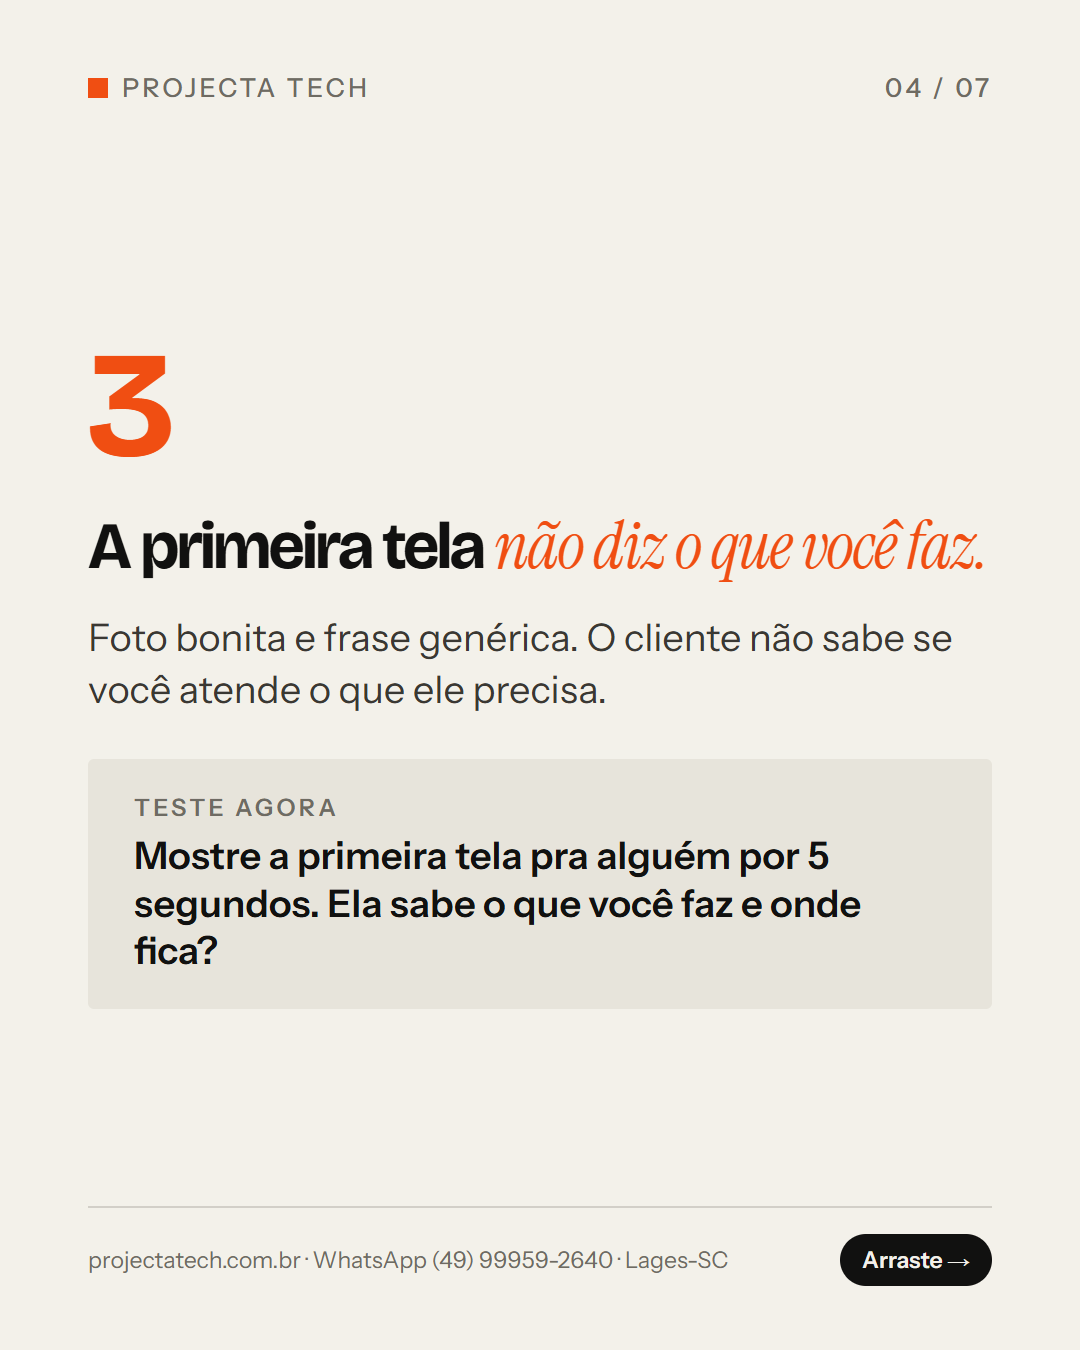 PROJECTA TECH
04 / 07
3
A primeira tela não diz o que você faz.
Foto bonita e frase genérica. O cliente não sabe se
você atende o que ele precisa.
TESTE AGORA
Mostre a primeira tela pra alguém por 5
segundos. Ela sabe o que você faz e onde
fica?
projectatech.com.br · WhatsApp (49) 99959-2640 · Lages-SC
Arraste →